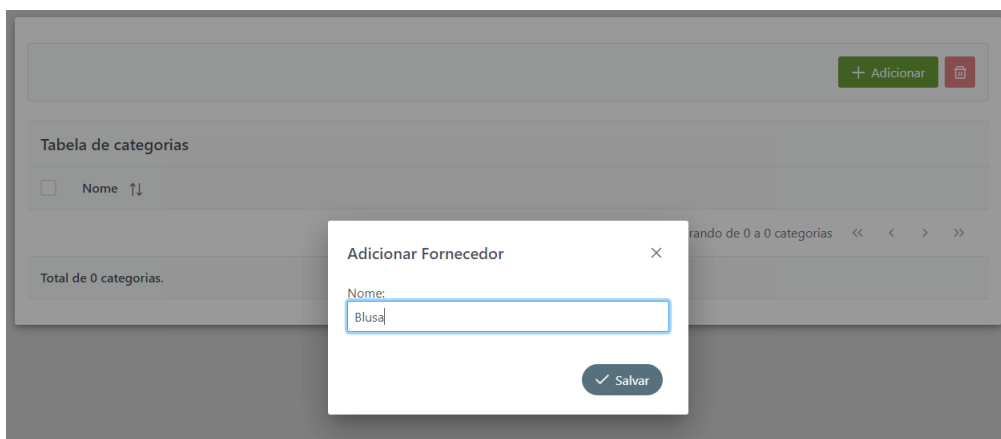 Adicionar
Tabela de categorias
Nome
rando de 0 a 0 categorias
Total de 0 categorias.
Adicionar Fornecedor
Nome:
Blusa
Salvar